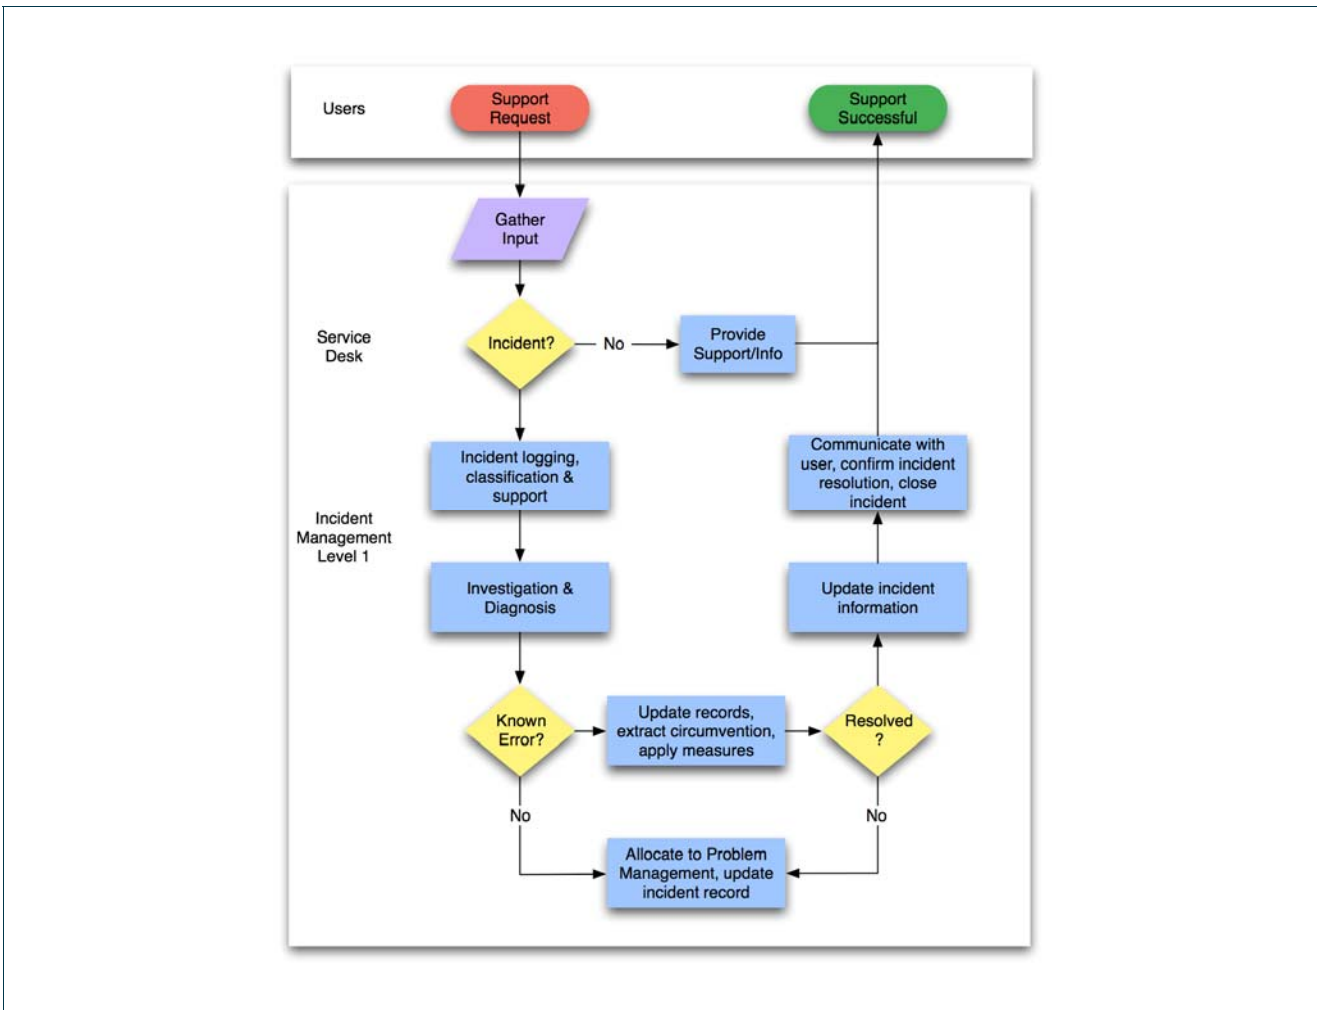 Users
Support
Request
Support
Successful
Gather
Input
Service
Desk
Incident?
No
Provide
Support/Info
Incident logging,
classification &
support
Communicate with
user, confirm incident
resolution, close
incident
Incident
Management
Level 1
Investigation &
Diagnosis
Update incident
information
Known
Error?
Update records,
extract circumvention,
apply measures
Resolved
?
No
No
Allocate to Problem
Management, update
incident record